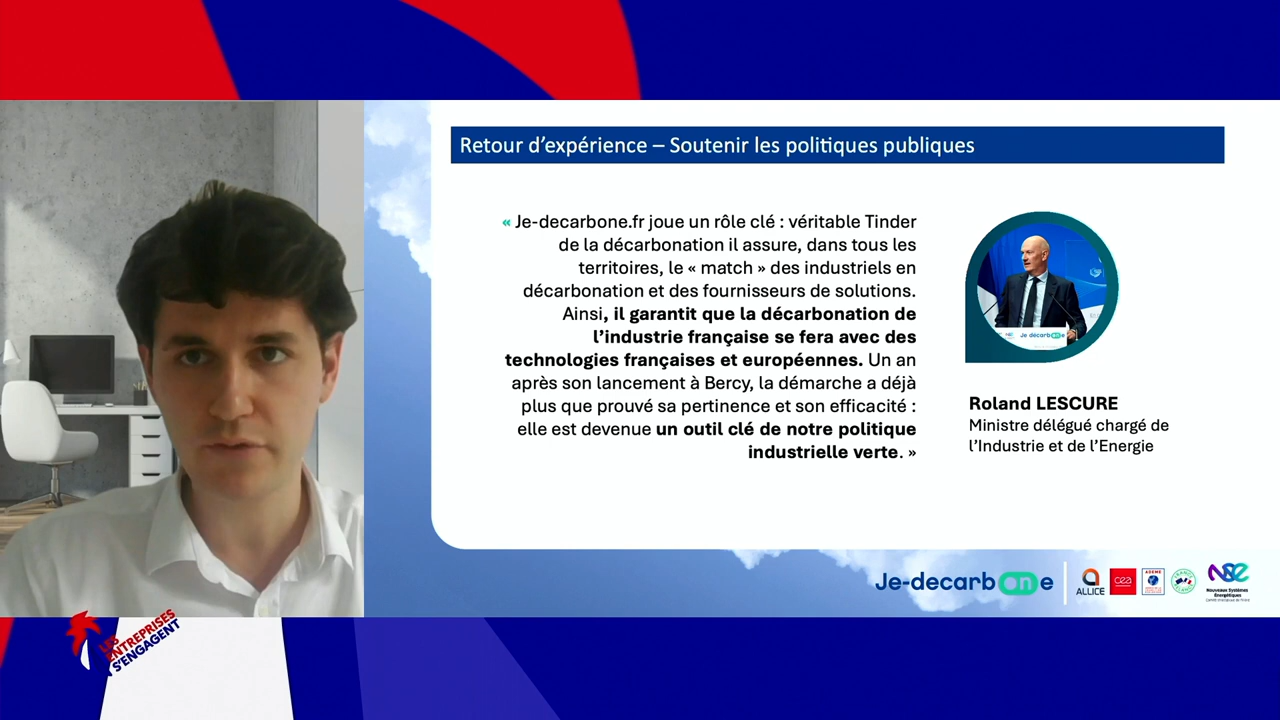 Retour d'expérience – Soutenir les politiques publiques
« Je-decarbone.fr joue un rôle clé : véritable Tinder
de la décarbonation il assure, dans tous les
territoires, le « match » des industriels en
décarbonation et des fournisseurs de solutions.
Ainsi, il garantit que la décarbonation de
l'industrie française se fera avec des
technologies françaises et européennes. Un an
après son lancement à Bercy, la démarche a déjà
plus que prouvé sa pertinence et son efficacité :
elle est devenue un outil clé de notre politique
industrielle verte. »
Je décarbone
Roland LESCURE
Ministre délégué chargé de
l'Industrie et de l'Energie
Je-decarbone
ALLICE
cea
ADEME
NSE
Nouveaux Systèmes
Énergétiques
LES
ENTREPRISES
S'ENGAGENT